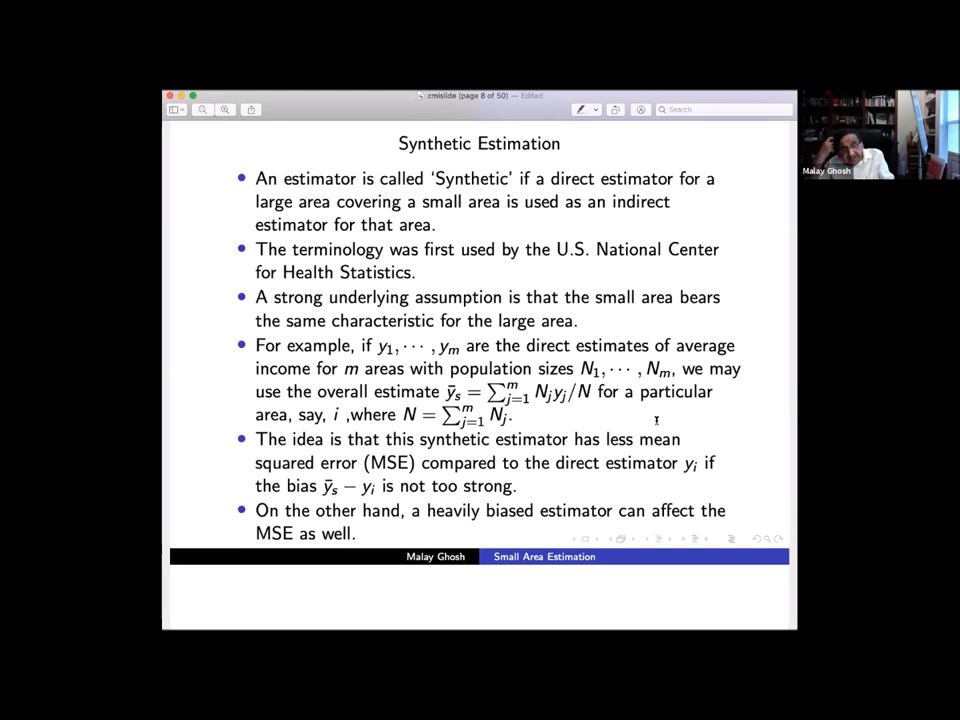 cmislide (page 8 of 50) — Edited
Search
Synthetic Estimation
• An estimator is called ‘Synthetic’ if a direct estimator for a
large area covering a small area is used as an indirect
estimator for that area.
• The terminology was first used by the U.S. National Center
for Health Statistics.
• A strong underlying assumption is that the small area bears
the same characteristic for the large area.
• For example, if y₁, ⋯ , yₘ are the direct estimates of average
income for m areas with population sizes N₁, ⋯ , Nₘ, we may
use the overall estimate ȳₛ = ∑ᵐⱼ₌₁ Nⱼyⱼ/N for a particular
area, say, i ,where N = ∑ᵐⱼ₌₁ Nⱼ.
• The idea is that this synthetic estimator has less mean
squared error (MSE) compared to the direct estimator yᵢ if
the bias ȳₛ − yᵢ is not too strong.
• On the other hand, a heavily biased estimator can affect the
MSE as well.
Malay Ghosh Small Area Estimation
Malay Ghosh